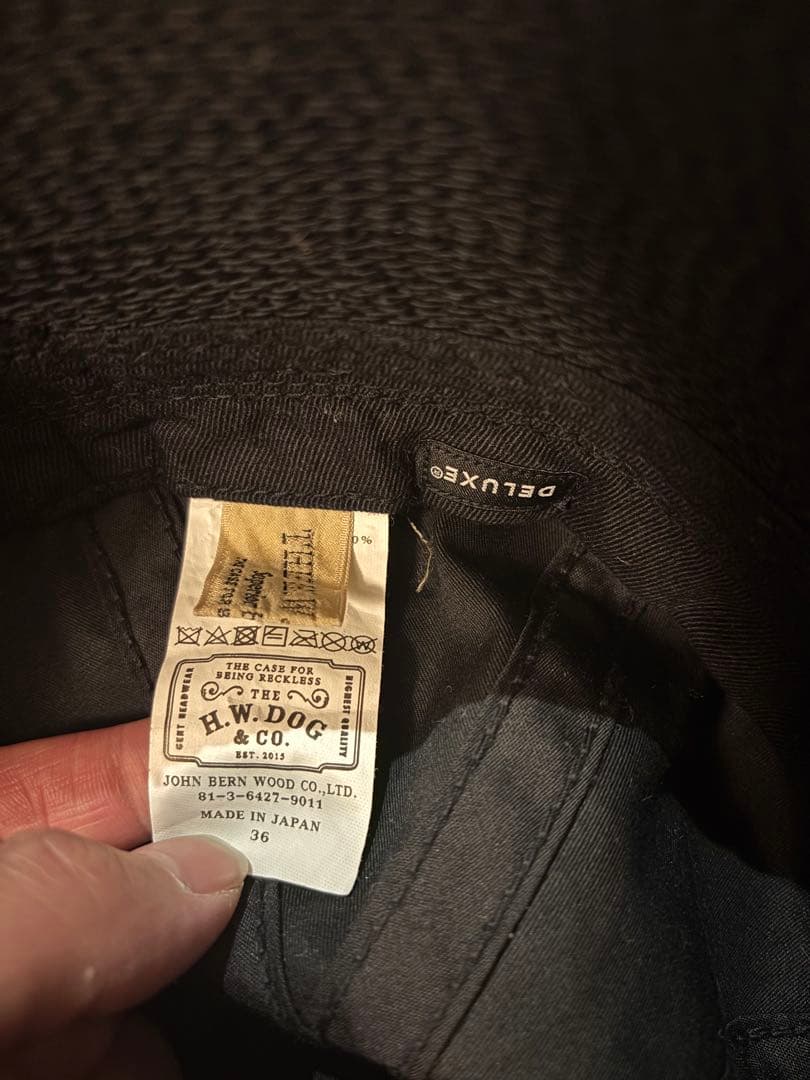 DELUXE®
0%
THE CASE FOR
BEING RECKLESS
THE
H.W. DOG
& CO.
EST. 2015
GENT HEADWEAR
HIGHEST QUALITY
JOHN BERN WOOD CO.,LTD.
81-3-6427-9011
MADE IN JAPAN
36